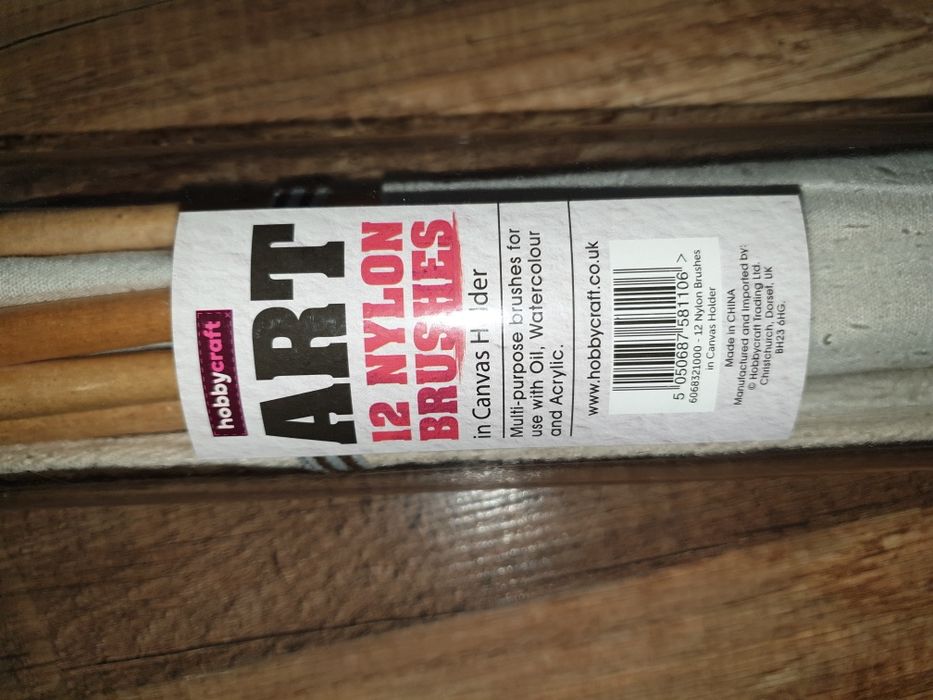 hobbycraft
ART
12 NYLON
BRUSHES
in Canvas H lder
Multi-purpose brushes for
use with Oil, Watercolour
and Acrylic.
www.hobbycraft.co.uk
5 050687 581106 >
6068321000 - 12 Nylon Brushes
in Canvas Holder
Made in CHINA
Manufactured and imported by:
© Hobbycraft Trading Ltd.
Christchurch, Dorset, UK
BH23 6HG.